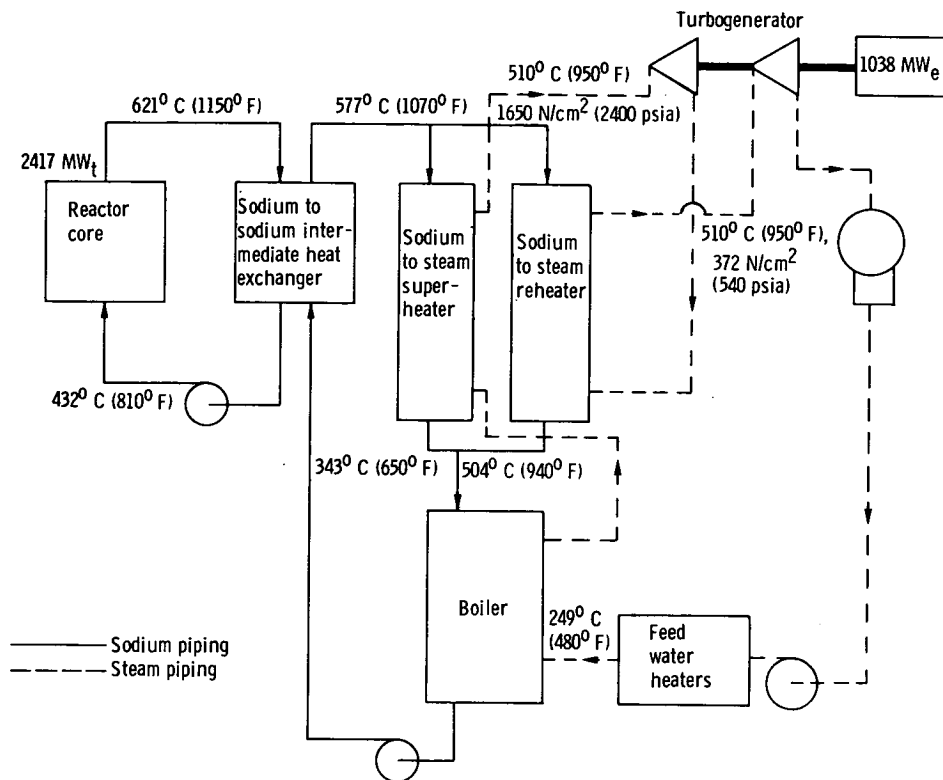 Turbogenerator
1038 MWe
510° C (950° F)
1650 N/cm² (2400 psia)
621° C (1150° F)
577° C (1070° F)
2417 MWt
Reactor
core
Sodium to
sodium inter-
mediate heat
exchanger
Sodium
to steam
super-
heater
Sodium
to steam
reheater
510° C (950° F),
372 N/cm²
(540 psia)
432° C (810° F)
343° C (650° F)
504° C (940° F)
Boiler
249° C
(480° F)
Feed
water
heaters
Sodium piping
Steam piping